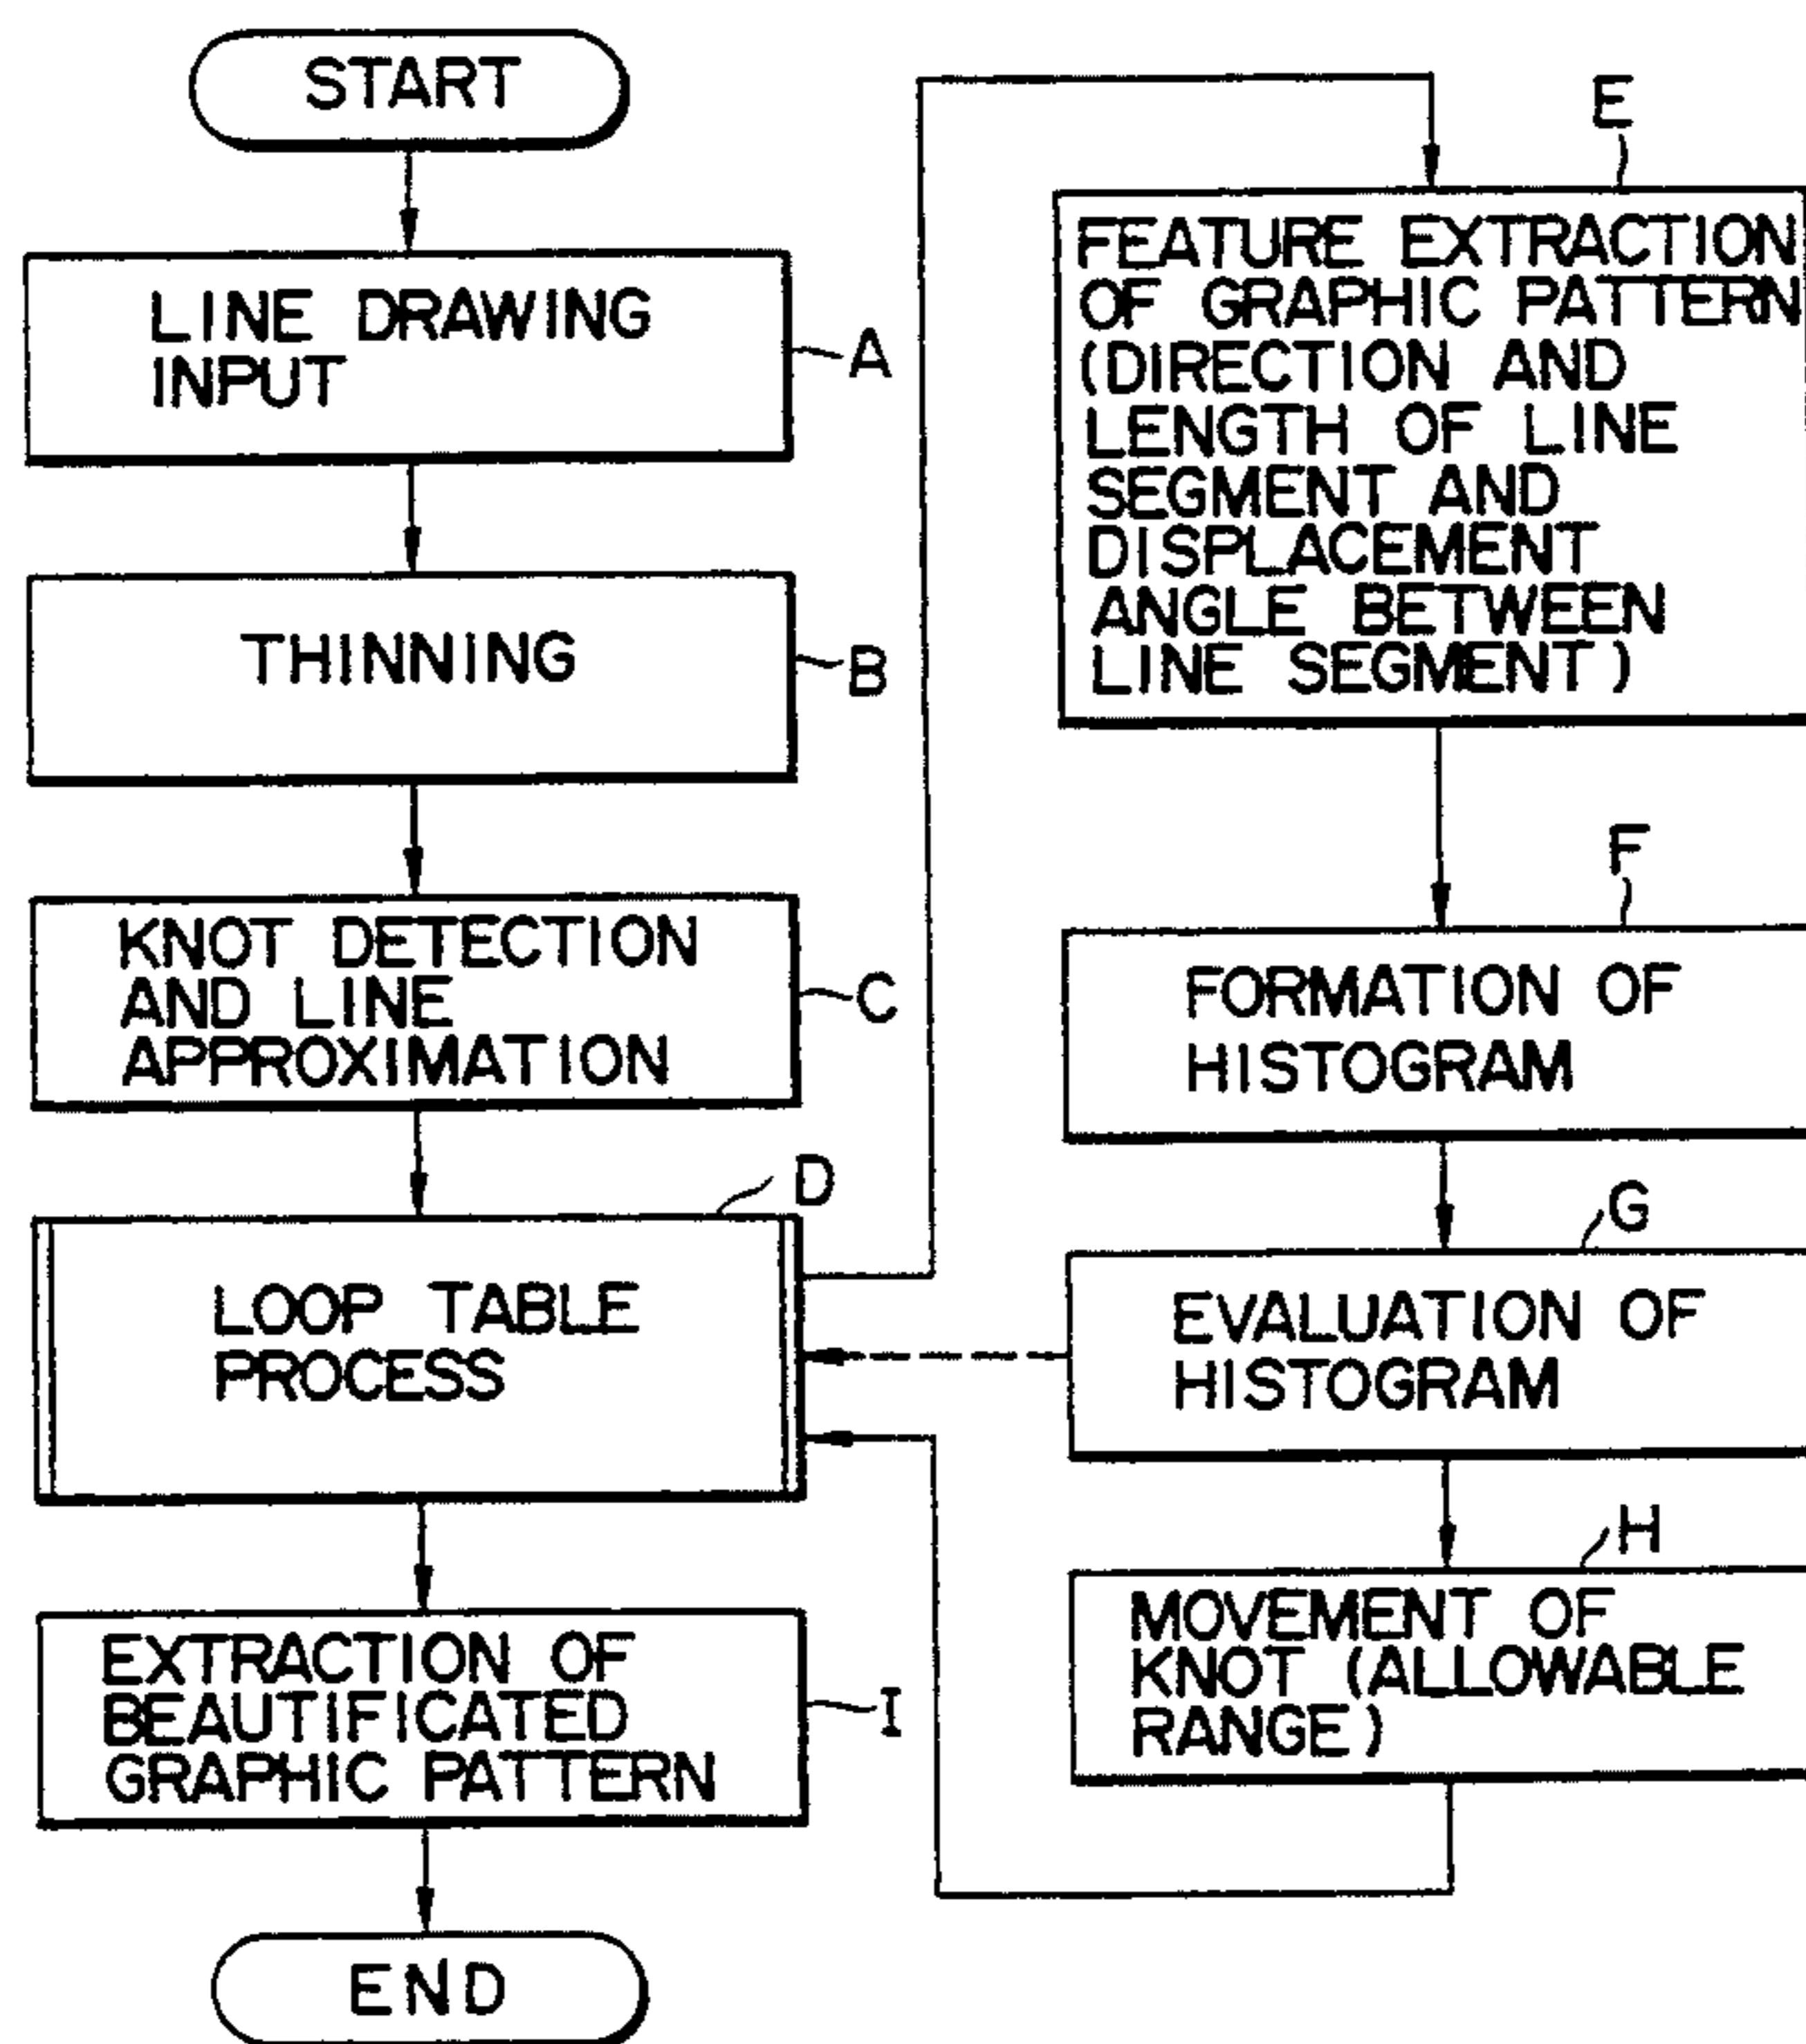 START
LINE DRAWING
INPUT
A
THINNING
B
KNOT DETECTION
AND LINE
APPROXIMATION
C
D
LOOP TABLE
PROCESS
EXTRACTION OF
BEAUTIFICATED
GRAPHIC PATTERN
I
END
E
FEATURE EXTRACTION
OF GRAPHIC PATTERN
(DIRECTION AND
LENGTH OF LINE
SEGMENT AND
DISPLACEMENT
ANGLE BETWEEN
LINE SEGMENT)
F
FORMATION OF
HISTOGRAM
G
EVALUATION OF
HISTOGRAM
H
MOVEMENT OF
KNOT (ALLOWABLE
RANGE)